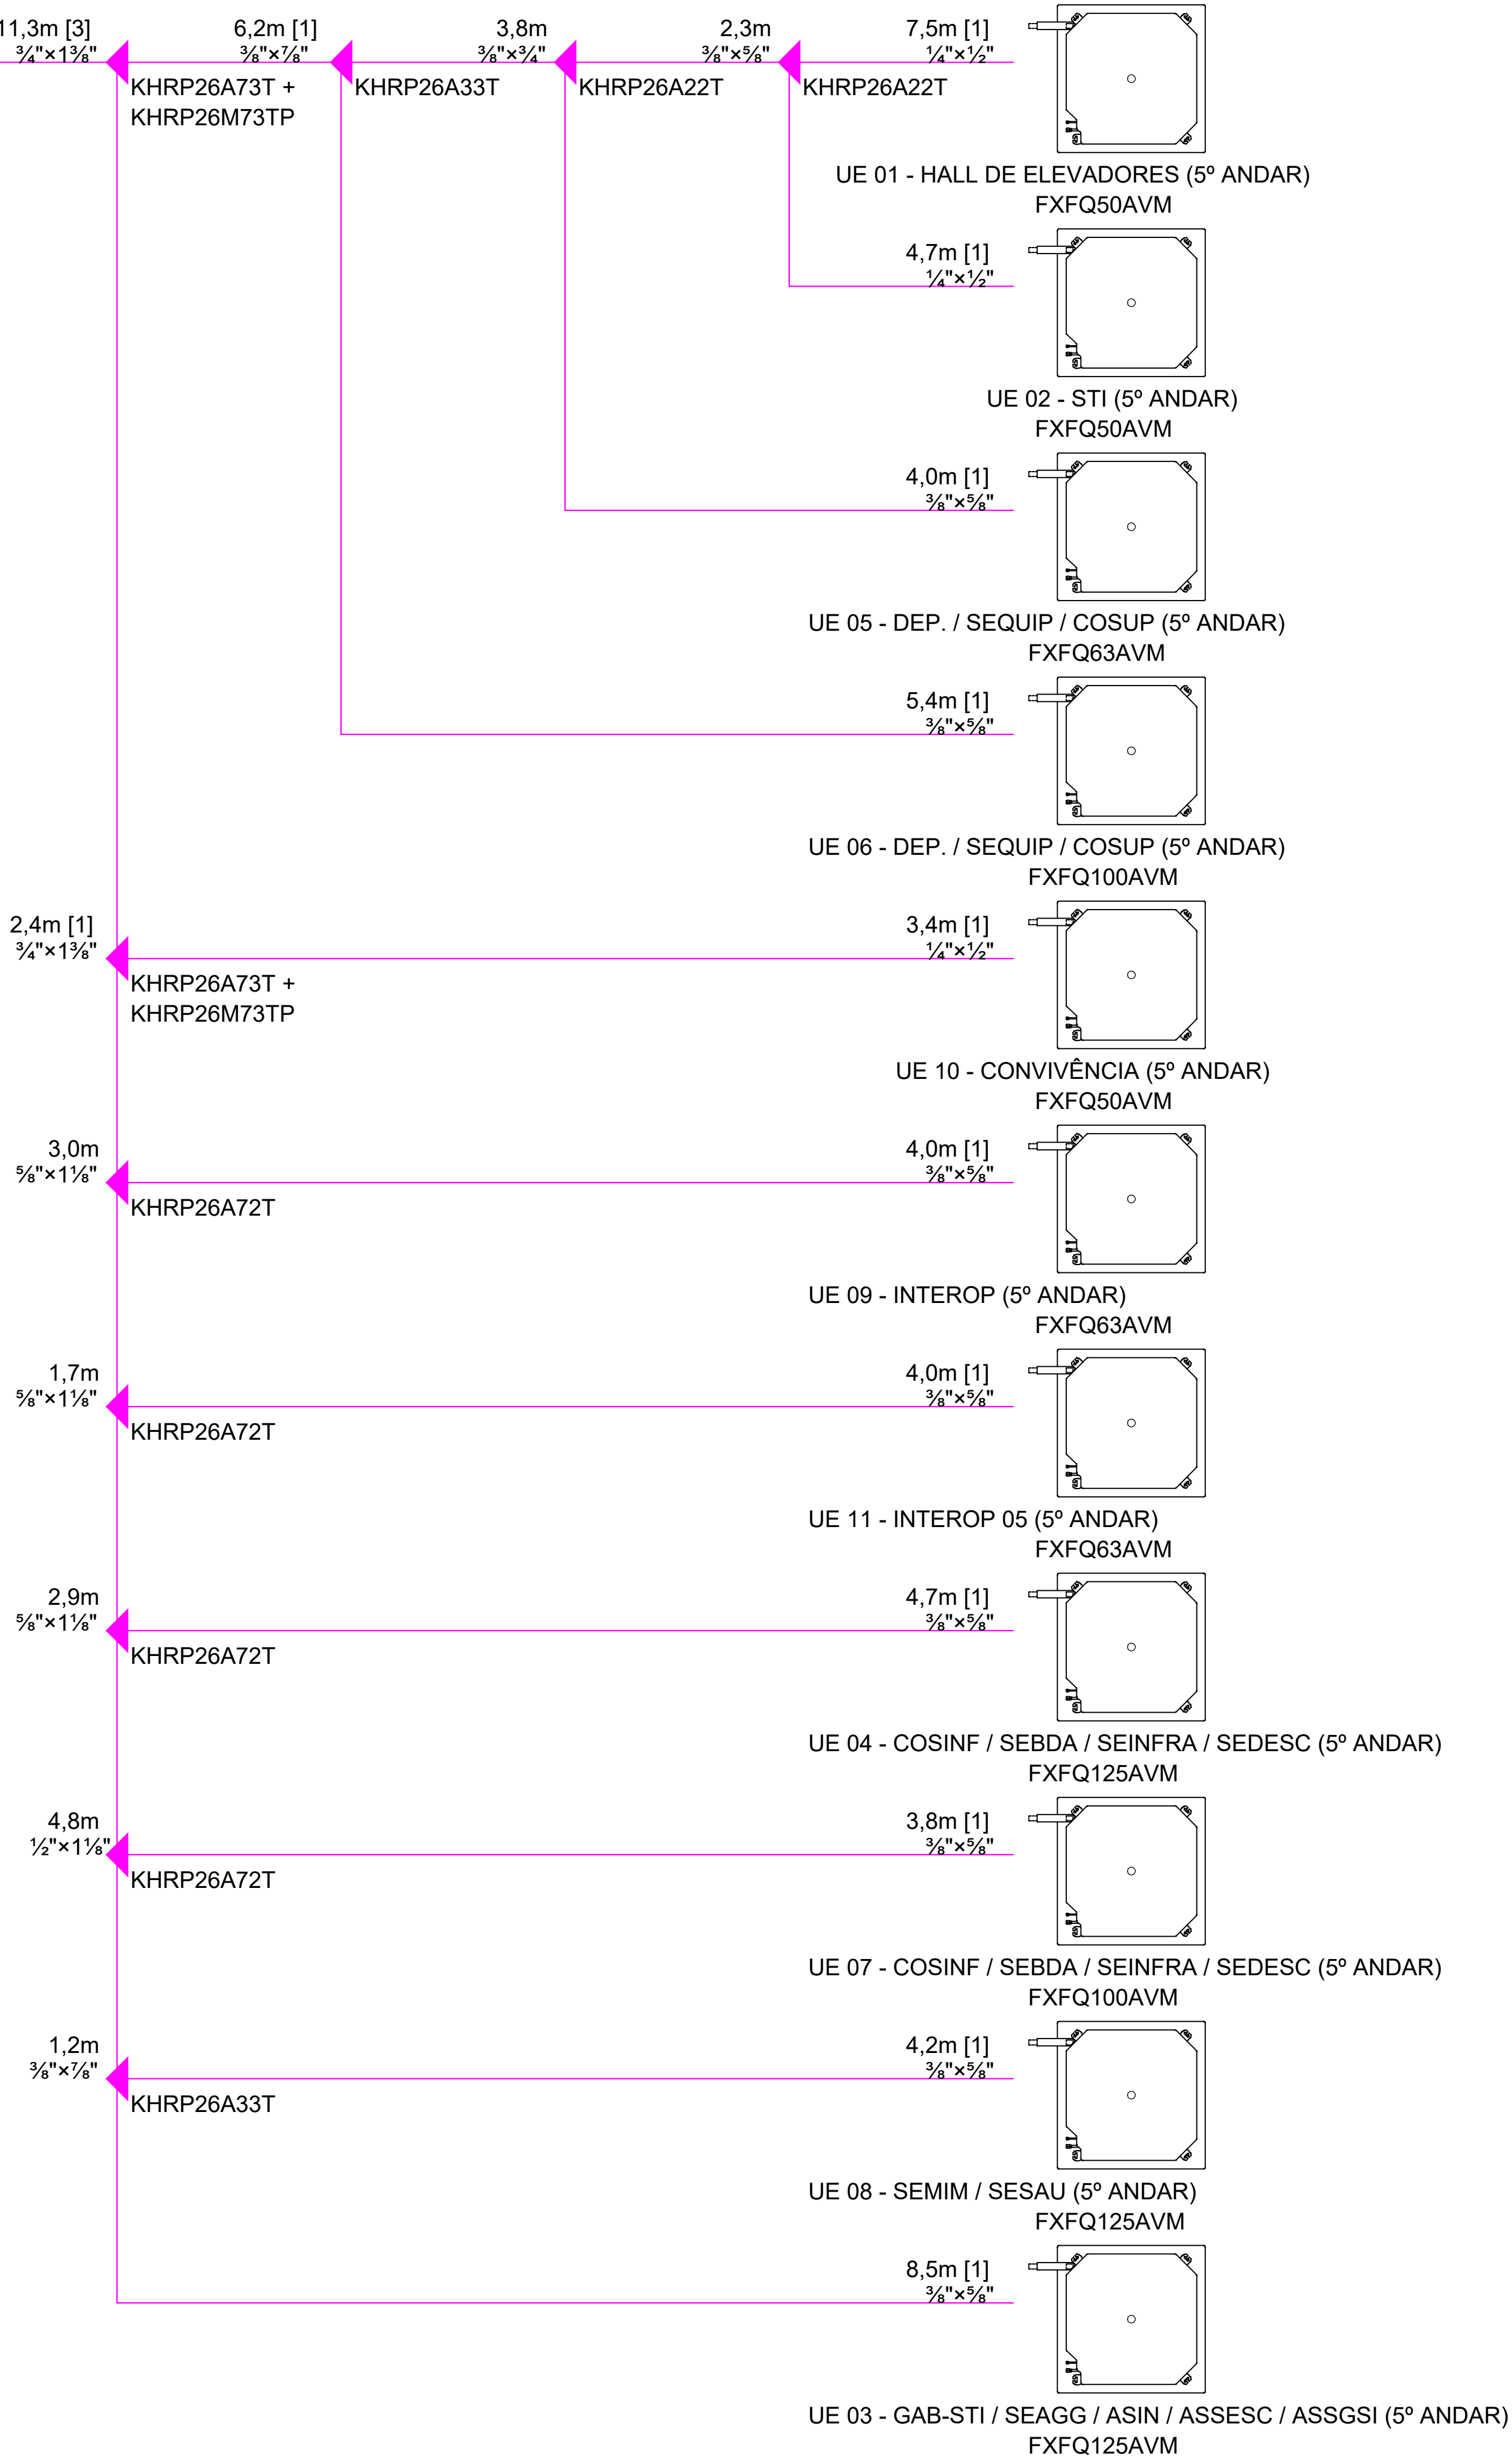 11,3m [3]
¾"×1⅜"
KHRP26A73T +
KHRP26M73TP
6,2m [1]
⅜"×⅞"
KHRP26A33T
3,8m
⅜"×¾"
KHRP26A22T
2,3m
⅜"×⅝"
KHRP26A22T
7,5m [1]
¼"×½"
UE 01 - HALL DE ELEVADORES (5º ANDAR)
FXFQ50AVM
4,7m [1]
¼"×½"
UE 02 - STI (5º ANDAR)
FXFQ50AVM
4,0m [1]
⅜"×⅝"
UE 05 - DEP. / SEQUIP / COSUP (5º ANDAR)
FXFQ63AVM
5,4m [1]
⅜"×⅝"
UE 06 - DEP. / SEQUIP / COSUP (5º ANDAR)
FXFQ100AVM
2,4m [1]
¾"×1⅜"
KHRP26A73T +
KHRP26M73TP
3,4m [1]
¼"×½"
UE 10 - CONVIVÊNCIA (5º ANDAR)
FXFQ50AVM
3,0m
⅝"×1⅛"
KHRP26A72T
4,0m [1]
⅜"×⅝"
UE 09 - INTEROP (5º ANDAR)
FXFQ63AVM
1,7m
⅝"×1⅛"
KHRP26A72T
4,0m [1]
⅜"×⅝"
UE 11 - INTEROP 05 (5º ANDAR)
FXFQ63AVM
2,9m
⅝"×1⅛"
KHRP26A72T
4,7m [1]
⅜"×⅝"
UE 04 - COSINF / SEBDA / SEINFRA / SEDESC (5º ANDAR)
FXFQ125AVM
4,8m
½"×1⅛"
KHRP26A72T
3,8m [1]
⅜"×⅝"
UE 07 - COSINF / SEBDA / SEINFRA / SEDESC (5º ANDAR)
FXFQ100AVM
1,2m
⅜"×⅞"
KHRP26A33T
4,2m [1]
⅜"×⅝"
UE 08 - SEMIM / SESAU (5º ANDAR)
FXFQ125AVM
8,5m [1]
⅜"×⅝"
UE 03 - GAB-STI / SEAGG / ASIN / ASSESC / ASSGSI (5º ANDAR)
FXFQ125AVM